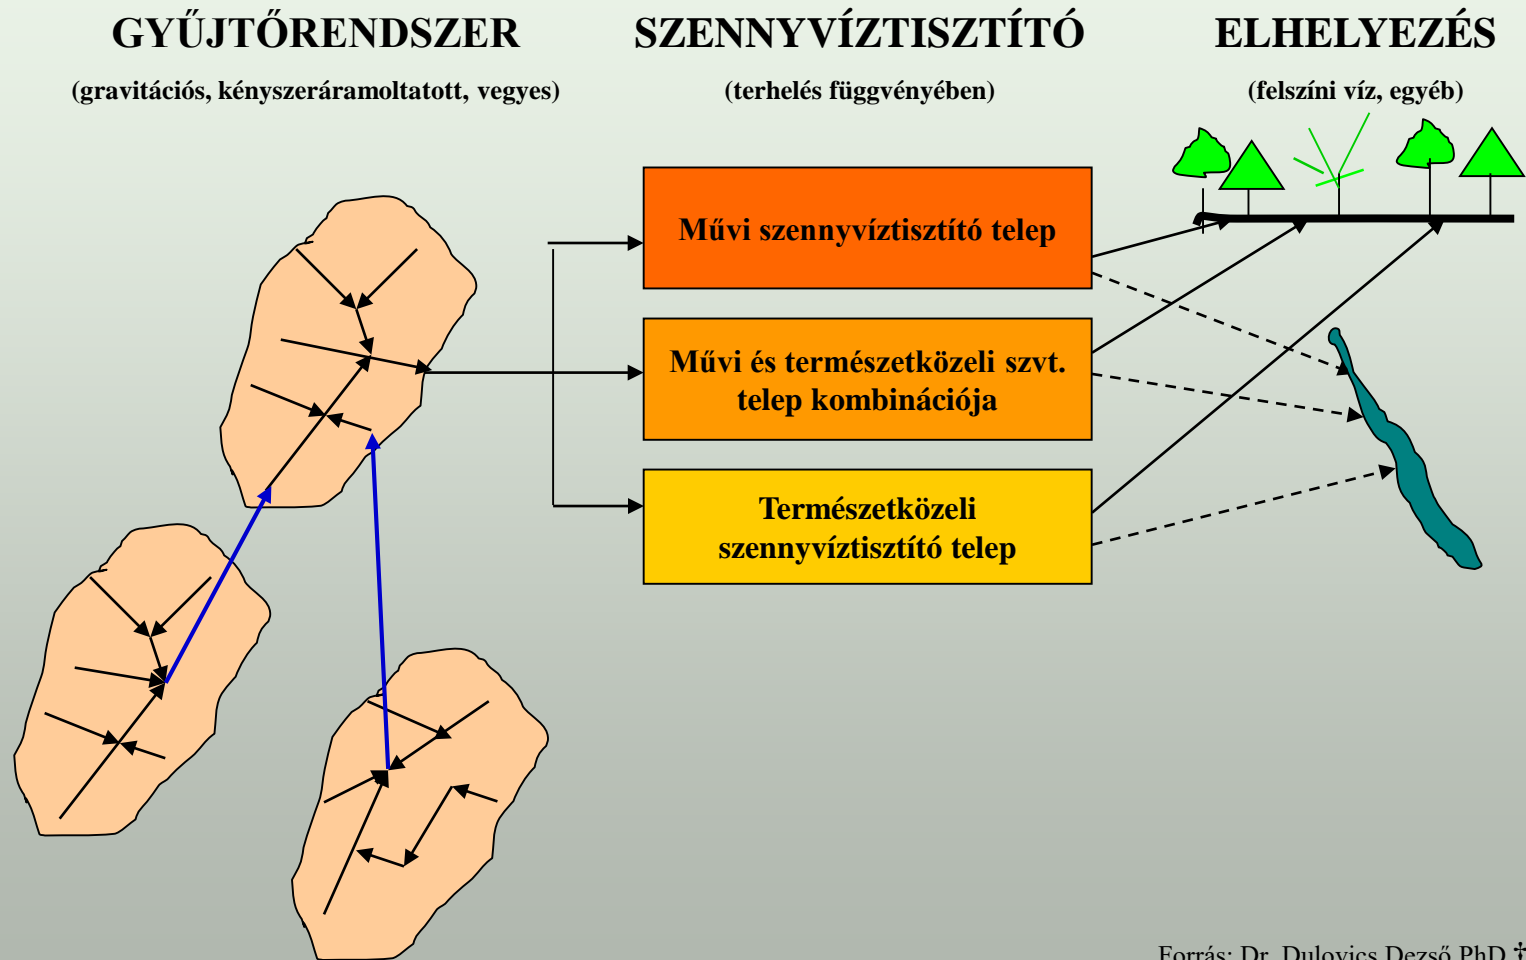 GYŰJTŐRENDSZER
(gravitációs, kényszeráramoltatott, vegyes)
SZENNYVÍZTISZTÍTÓ
(terhelés függvényében)
ELHELYEZÉS
(felszíni víz, egyéb)
Művi szennyvíztisztító telep
Művi és természetközeli szvt.
telep kombinációja
Természetközeli
szennyvíztisztító telep
Forrás: Dr. Dulovics Dezső PhD †